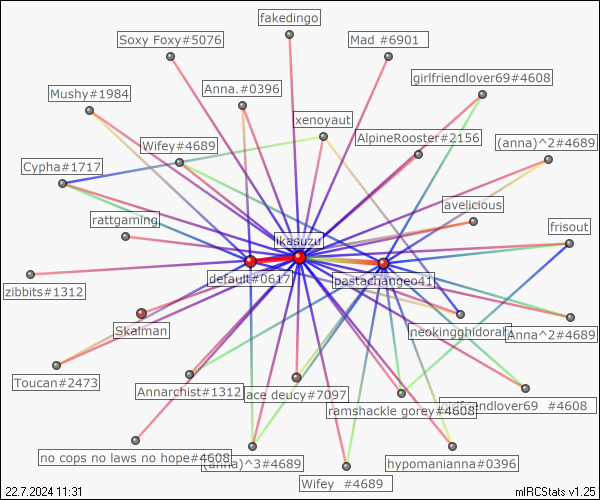 fakedingo
Soxy Foxy#5076
Mad #6901
girlfriendlover69#4608
Mushy#1984
Anna.#0396
xenoyaut
AlpineRooster#2156
(anna)^2#4689
Wifey#4689
Cypha#1717
avelicious
rattgaming
frisout
likasuzu
default#0617
pastachangeo41
zibbits#1312
Skahnan
neokingghidorah
Anna^2#4689
Toucan#2473
Annarchist#1312
ace deucy#7097
ramshackle gorey#4608
girlfriendlover69 #4608
no cops no laws no hope#4608
(anna)^3#4689
hypomanianna#0396
Wifey #4689
22.7.2024 11:31
mIRCStats v1.25